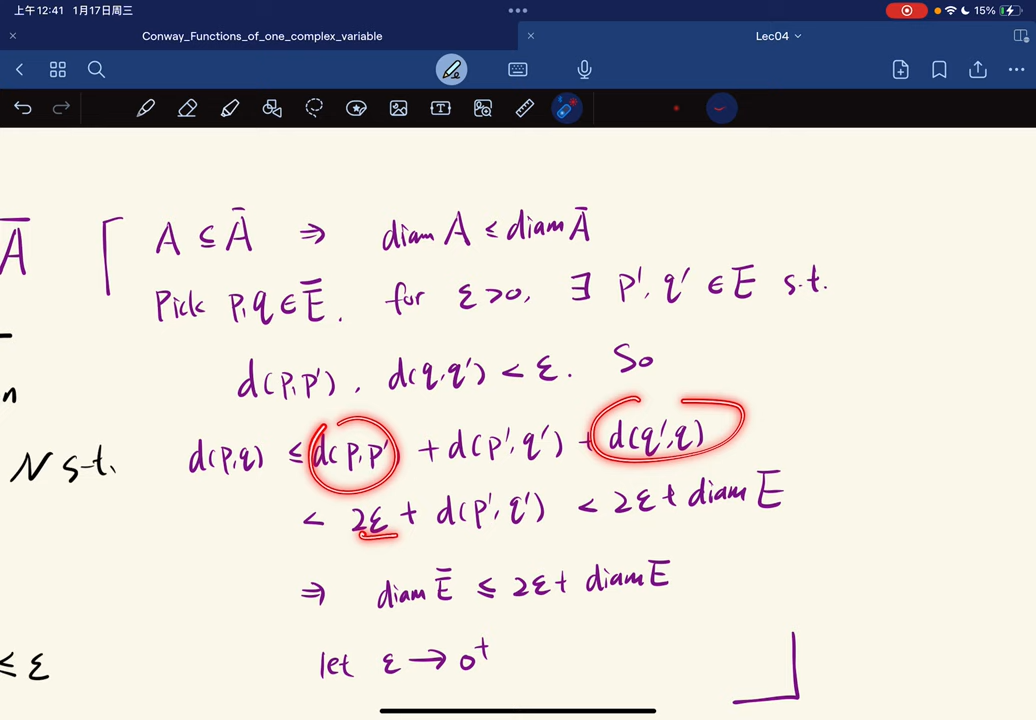 上午12:41 1月17日周三
15%
Conway_Functions_of_one_complex_variable
Lec04
Ā
A ⊆ Ā ⇒ diam A ≤ diam Ā
Pick p,q ∈ Ē. for ε>0, ∃ p', q' ∈ E s.t.
n
d(p,p'), d(q,q') < ε. So
N s.t.
d(p,q) ≤ d(p,p') + d(p',q') + d(q',q)
< 2ε + d(p',q') < 2ε + diam E
⇒ diam Ē ≤ 2ε + diam E
≤ ε
let ε → 0⁺